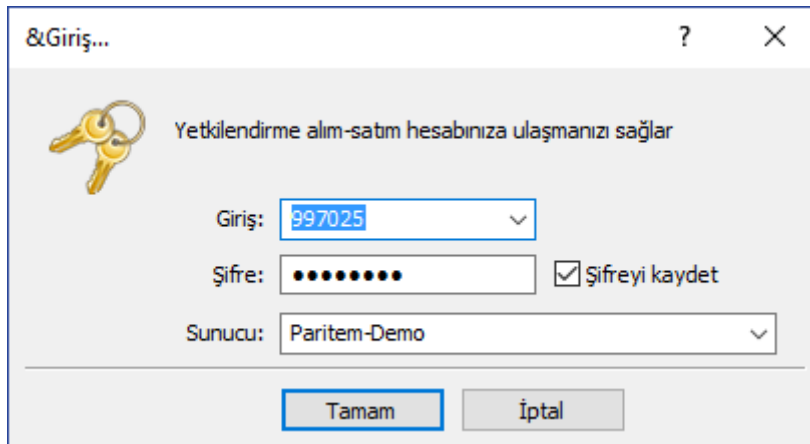 &Giriş...
Yetkilendirme alım-satım hesabınıza ulaşmanızı sağlar
Giriş: 997025
Şifre: ●●●●●●●● Şifreyi kaydet
Sunucu: Paritem-Demo
Tamam İptal